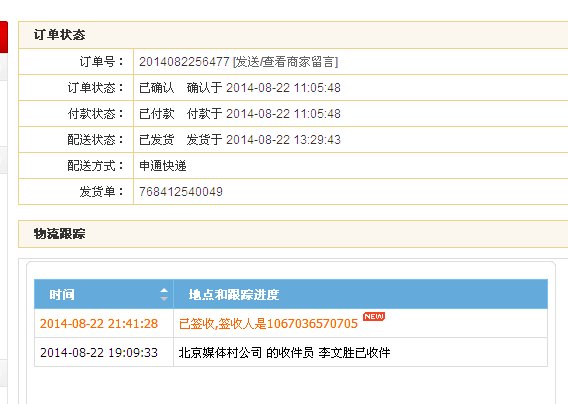 订单状态
订单号： 2014082256477 [发送/查看商家留言]
订单状态： 已确认 确认于 2014-08-22 11:05:48
付款状态： 已付款 付款于 2014-08-22 11:05:48
配送状态： 已发货 发货于 2014-08-22 13:29:43
配送方式： 申通快递
发货单： 768412540049
物流跟踪
时间 地点和跟踪进度
2014-08-22 21:41:28 已签收,签收人是1067036570705 NEW
2014-08-22 19:09:33 北京媒体村公司 的收件员 李文胜已收件